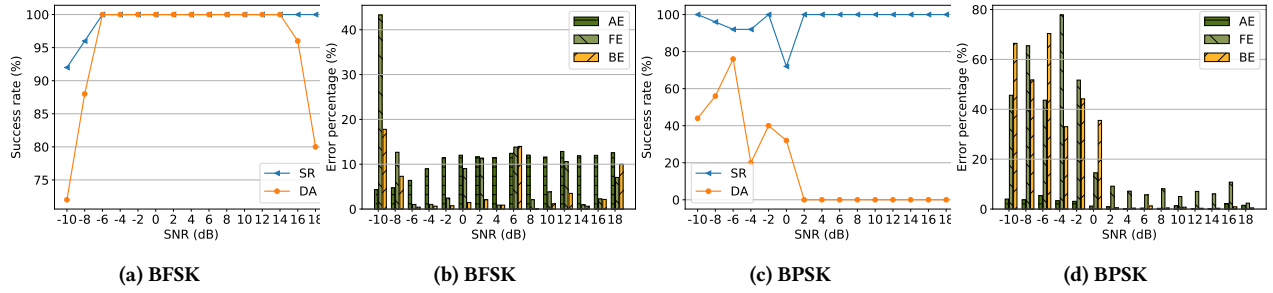 100
95
90
85
80
75
Success rate (%)
SR
DA
-10 -8 -6 -4 -2 0 2 4 6 8 10 12 14 16 18
SNR (dB)
(a) BFSK
40
30
20
10
0
Error percentage (%)
AE
FE
BE
-10 -8 -6 -4 -2 0 2 4 6 8 10 12 14 16 18
SNR (dB)
(b) BFSK
100
80
60
40
20
0
Success rate (%)
SR
DA
-10 -8 -6 -4 -2 0 2 4 6 8 10 12 14 16 18
SNR (dB)
(c) BPSK
80
60
40
20
0
Error percentage (%)
AE
FE
BE
-10 -8 -6 -4 -2 0 2 4 6 8 10 12 14 16 18
SNR (dB)
(d) BPSK